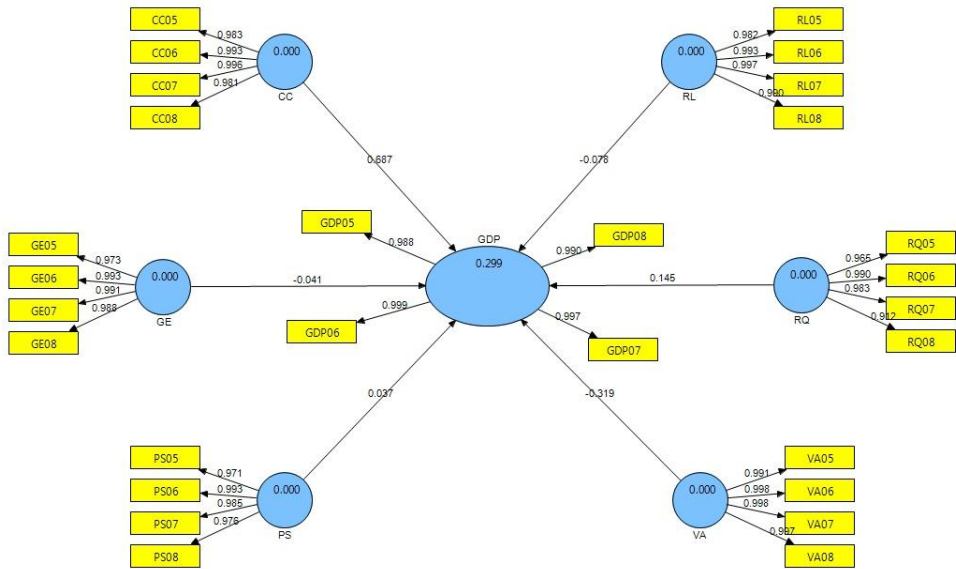 CC05
CC06
CC07
CC08
0.983
0.993
0.996
0.981
0.000
CC
RL05
RL06
RL07
RL08
0.982
0.993
0.997
0.990
0.000
RL
0.687
-0.078
GDP05
GDP06
GDP07
GDP08
0.988
0.999
0.997
0.990
GDP
0.299
GE05
GE06
GE07
GE08
0.973
0.993
0.991
0.988
0.000
GE
-0.041
RQ05
RQ06
RQ07
RQ08
0.965
0.990
0.983
0.912
0.000
RQ
0.145
0.037
-0.319
PS05
PS06
PS07
PS08
0.971
0.993
0.985
0.976
0.000
PS
VA05
VA06
VA07
VA08
0.991
0.998
0.998
0.997
0.000
VA